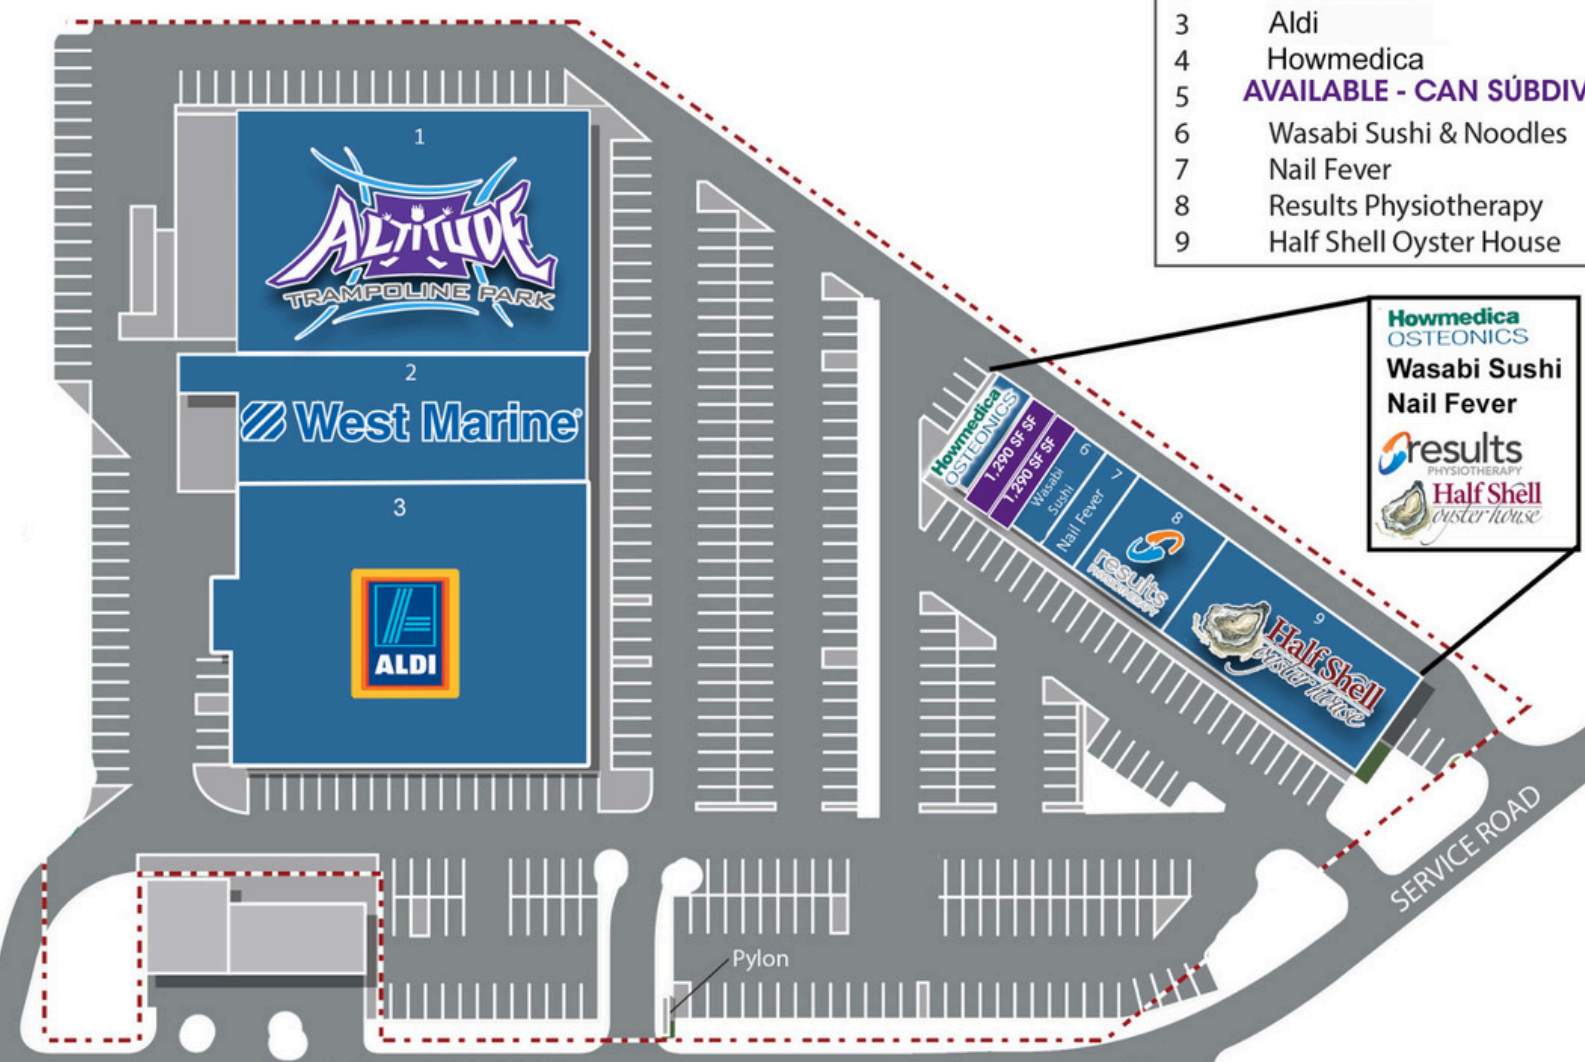 3 Aldi
4 Howmedica
5 AVAILABLE - CAN SUBDIV
6 Wasabi Sushi & Noodles
7 Nail Fever
8 Results Physiotherapy
9 Half Shell Oyster House
1
ALTITUDE
TRAMPOLINE PARK
2
West Marine
3
ALDI
Howmedica
OSTEONICS
1,290 SF SF
1,290 SF SF
6
Wasabi
Sushi
7
Nail Fever
8
results
PHYSIOTHERAPY
9
Half Shell
oyster house
Howmedica
OSTEONICS
Wasabi Sushi
Nail Fever
results
PHYSIOTHERAPY
Half Shell
oyster house
SERVICE ROAD
Pylon